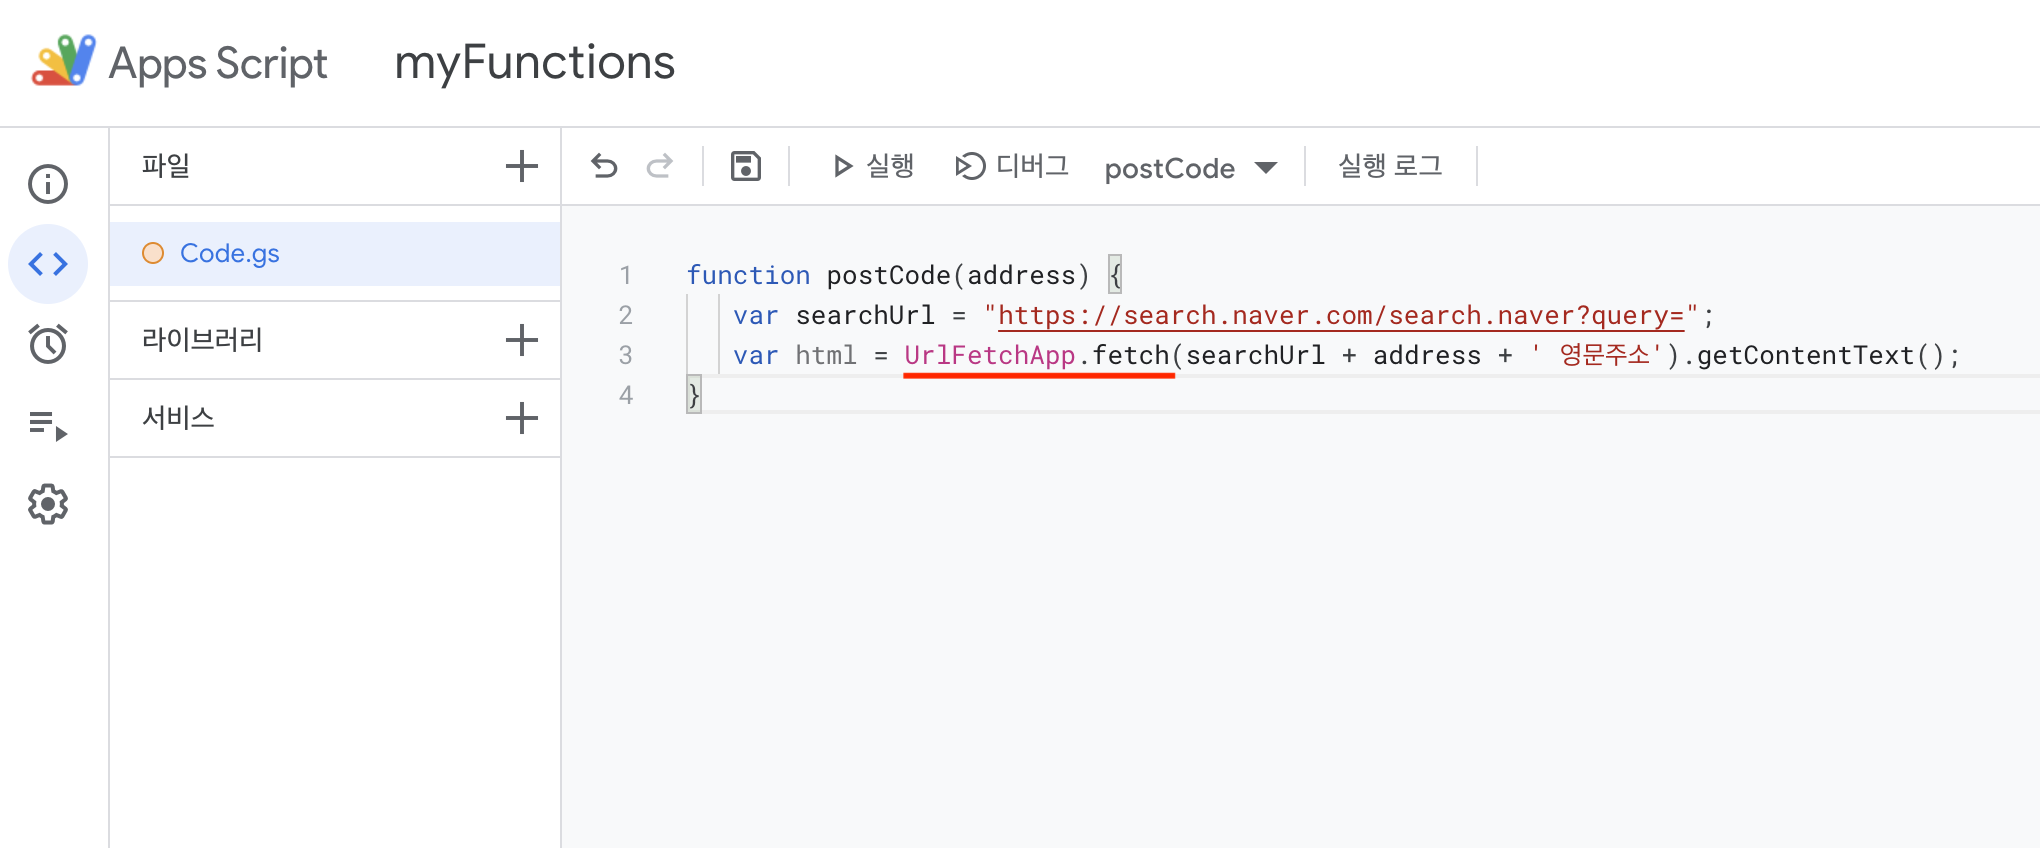 Apps Script myFunctions
파일
실행 디버그 postCode 실행 로그
Code.gs
라이브러리
서비스
1 function postCode(address) {
2 var searchUrl = "https://search.naver.com/search.naver?query=";
3 var html = UrlFetchApp.fetch(searchUrl + address + ' 영문주소').getContentText();
4 }